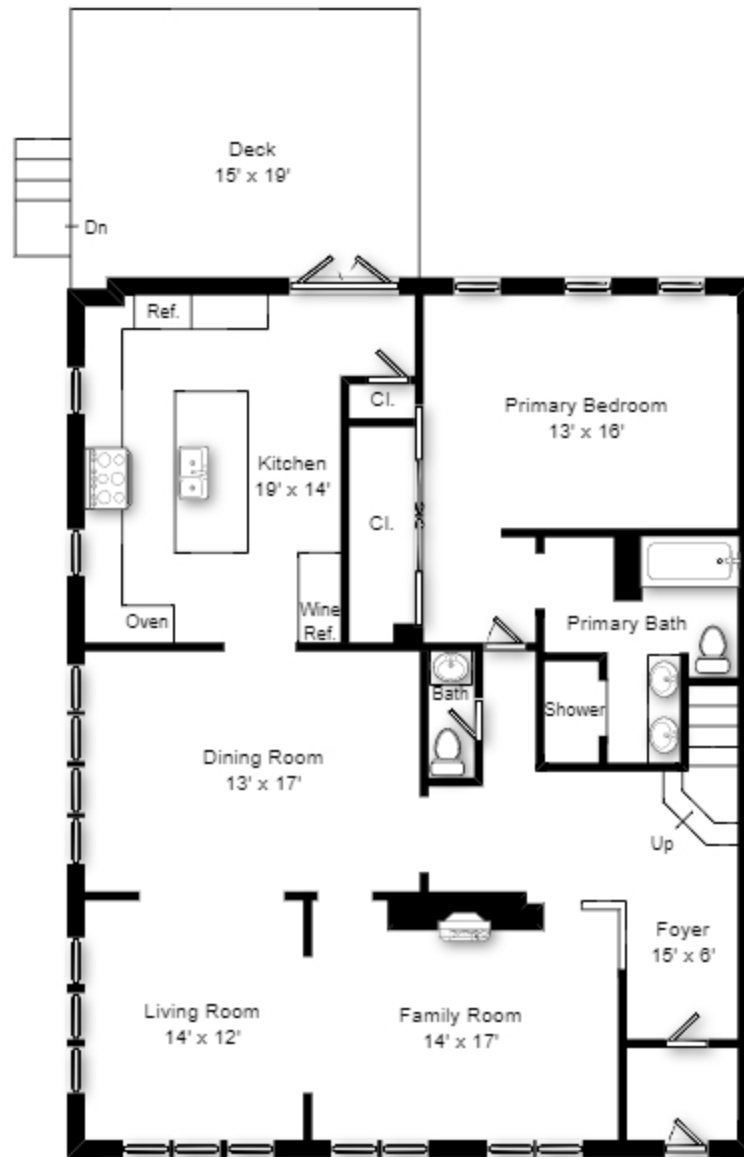 Deck
15' x 19'
Dn
Ref.
Cl.
Primary Bedroom
13' x 16'
Kitchen
19' x 14'
Cl.
Wine
Ref.
Oven
Primary Bath
Bath
Shower
Dining Room
13' x 17'
Up
Foyer
15' x 6'
Living Room
14' x 12'
Family Room
14' x 17'